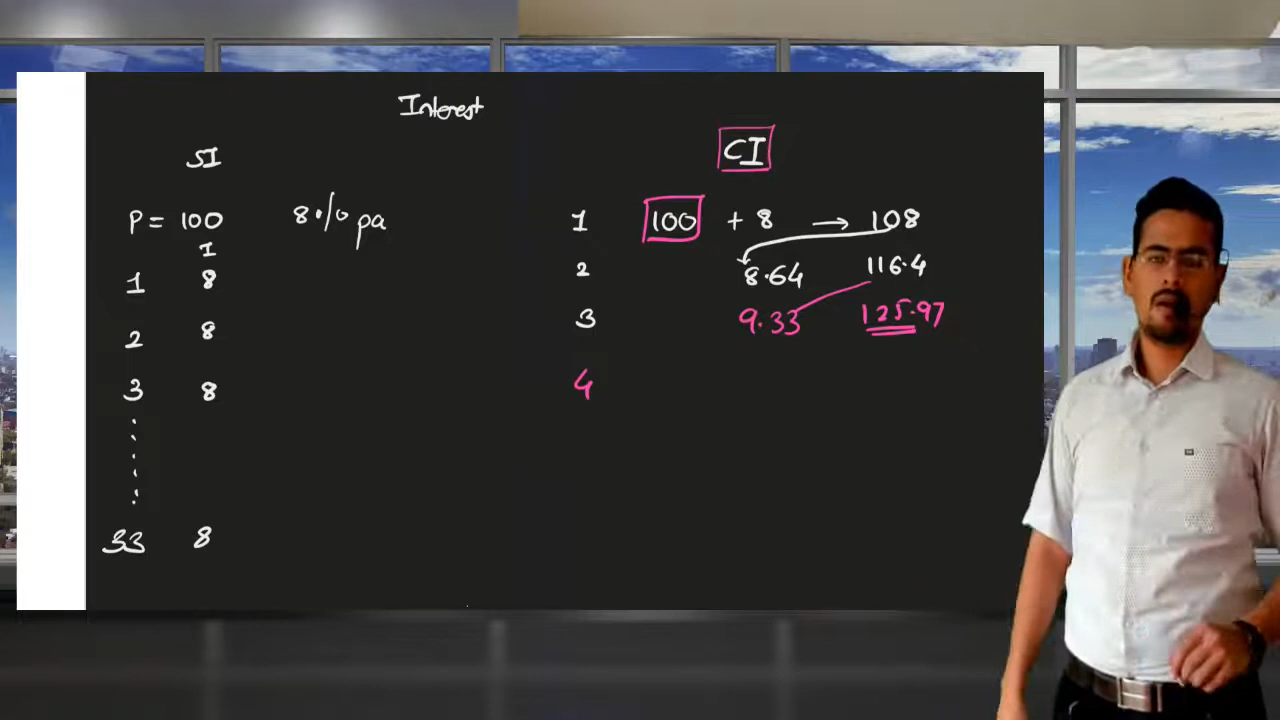 Interest
SI
CI
P = 100 8% pa
I
1 8
2 8
3 8
33 8
1 100 + 8 → 108
2 8.64 116.4
3 9.33 125.97
4